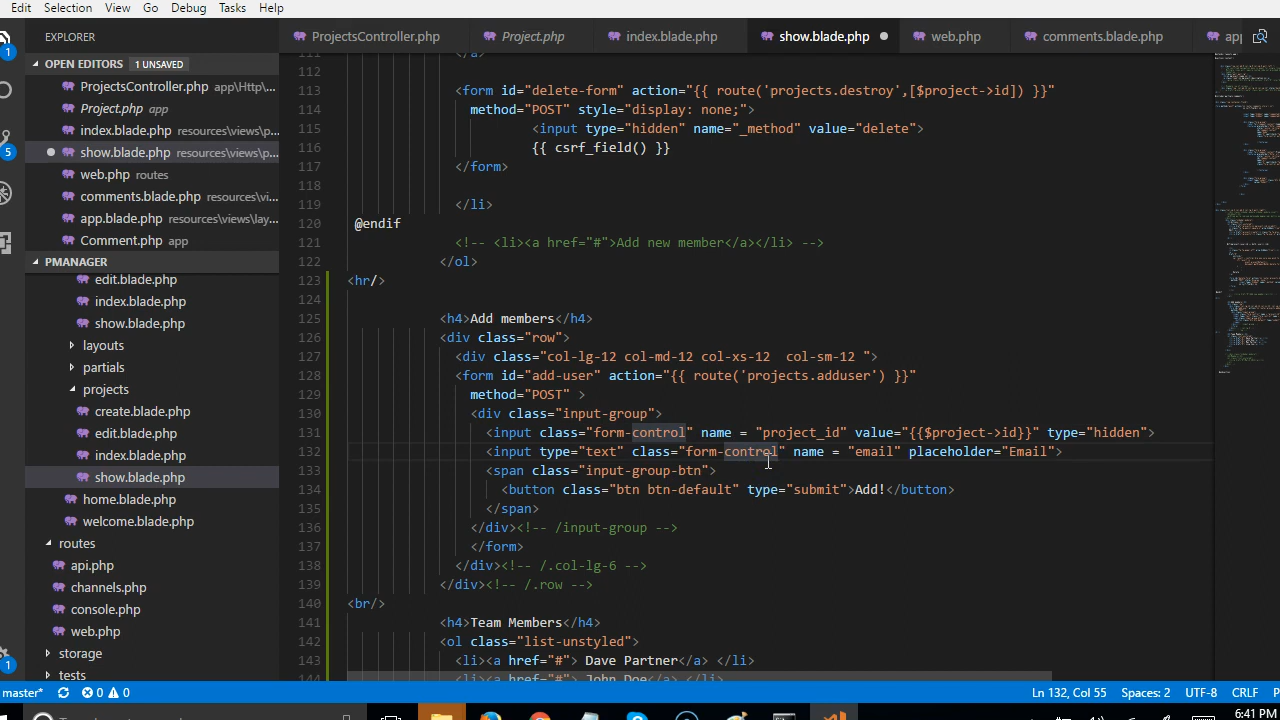 Edit Selection View Go Debug Tasks Help
EXPLORER
ProjectsController.php Project.php index.blade.php show.blade.php web.php comments.blade.php app
OPEN EDITORS 1 UNSAVED
ProjectsController.php app\Http\...
Project.php app
index.blade.php resources\views\p...
show.blade.php resources\views\p...
web.php routes
comments.blade.php resources\vi...
app.blade.php resources\views\lay...
Comment.php app
PMANAGER
edit.blade.php
index.blade.php
show.blade.php
layouts
partials
projects
create.blade.php
edit.blade.php
index.blade.php
show.blade.php
home.blade.php
welcome.blade.php
routes
api.php
channels.php
console.php
web.php
storage
tests
111 </a>
112
113 <form id="delete-form" action="{{ route('projects.destroy',[$project->id]) }}"
114 method="POST" style="display: none;">
115 <input type="hidden" name="_method" value="delete">
116 {{ csrf_field() }}
117 </form>
118
119 </li>
120 @endif
121 <!-- <li><a href="#">Add new member</a></li> -->
122 </ol>
123 <hr/>
124
125 <h4>Add members</h4>
126 <div class="row">
127 <div class="col-lg-12 col-md-12 col-xs-12  col-sm-12 ">
128 <form id="add-user" action="{{ route('projects.adduser') }}"
129 method="POST" >
130 <div class="input-group">
131 <input class="form-control" name = "project_id" value="{{$project->id}}" type="hidden">
132 <input type="text" class="form-control" name = "email" placeholder="Email">
133 <span class="input-group-btn">
134 <button class="btn btn-default" type="submit">Add!</button>
135 </span>
136 </div><!-- /input-group -->
137 </form>
138 </div><!-- /.col-lg-6 -->
139 </div><!-- /.row -->
140 <br/>
141 <h4>Team Members</h4>
142 <ol class="list-unstyled">
143 <li><a href="#"> Dave Partner</a> </li>
144 <li><a href="#"> John Doe</a> </li>
1
5
1
master* 0 0 Ln 132, Col 55 Spaces: 2 UTF-8 CRLF P
6:41 PM